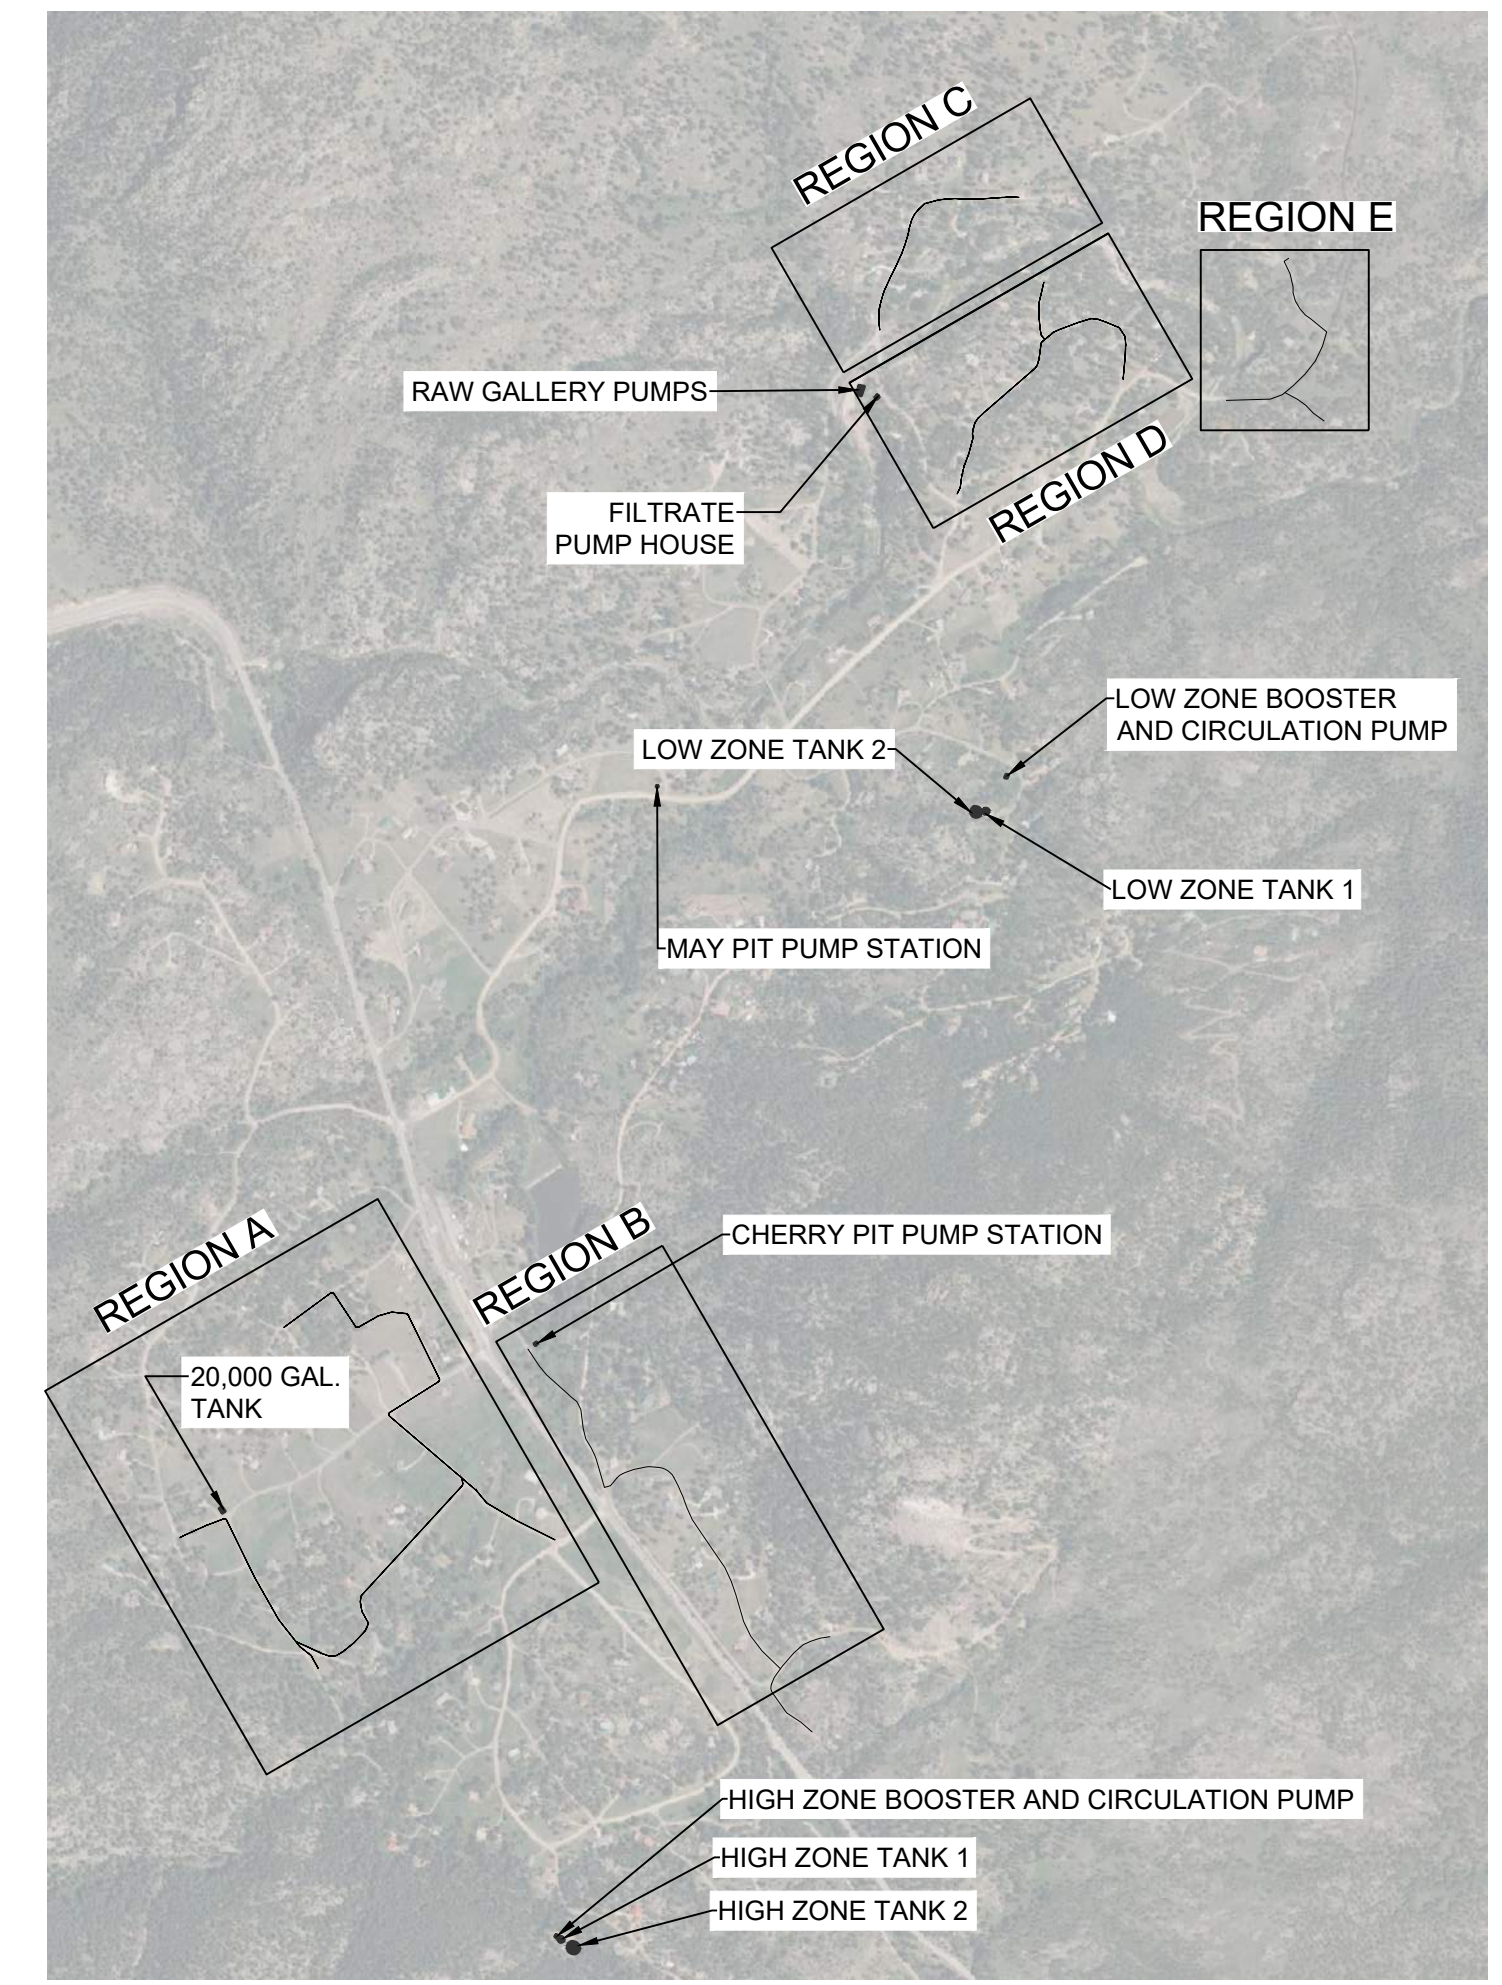 REGION C
REGION E
RAW GALLERY PUMPS
FILTRATE
PUMP HOUSE
REGION D
LOW ZONE BOOSTER
AND CIRCULATION PUMP
LOW ZONE TANK 2
LOW ZONE TANK 1
MAY PIT PUMP STATION
REGION A
REGION B
CHERRY PIT PUMP STATION
20,000 GAL.
TANK
HIGH ZONE BOOSTER AND CIRCULATION PUMP
HIGH ZONE TANK 1
HIGH ZONE TANK 2